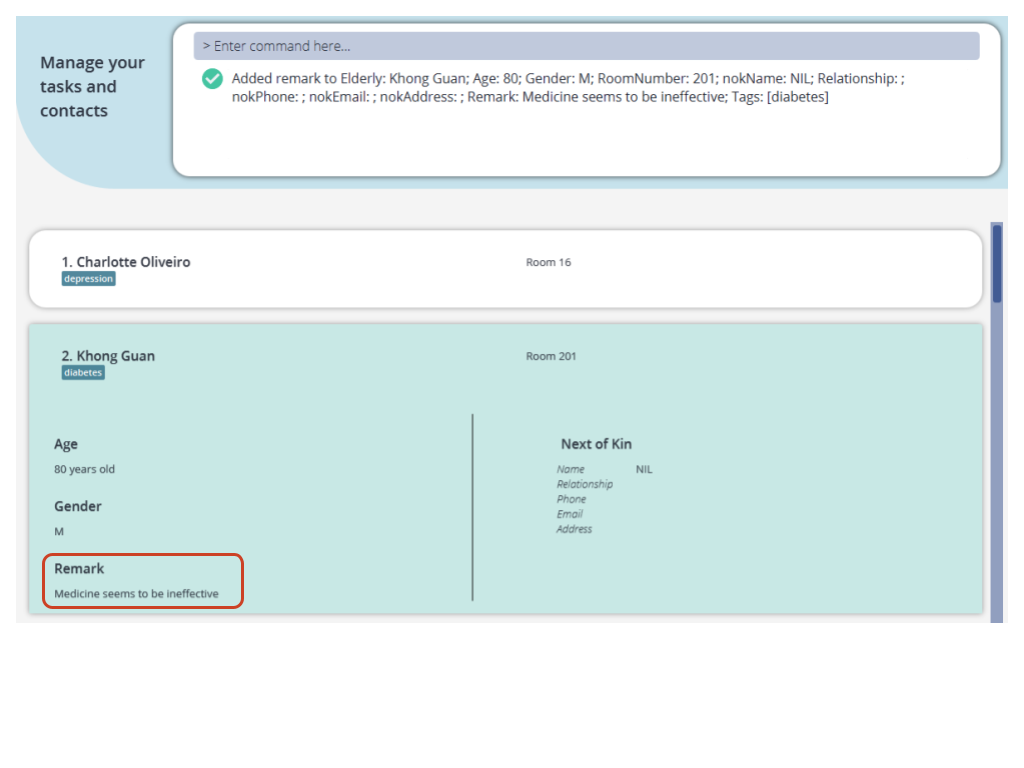 Manage your
tasks and
contacts
> Enter command here...
Added remark to Elderly: Khong Guan; Age: 80; Gender: M; RoomNumber: 201; nokName: NIL; Relationship: ;
nokPhone: ; nokEmail: ; nokAddress: ; Remark: Medicine seems to be ineffective; Tags: [diabetes]
1. Charlotte Oliveiro
Room 16
depression
2. Khong Guan
Room 201
diabetes
Age
80 years old
Gender
M
Remark
Medicine seems to be ineffective
Next of Kin
Name NIL
Relationship
Phone
Email
Address